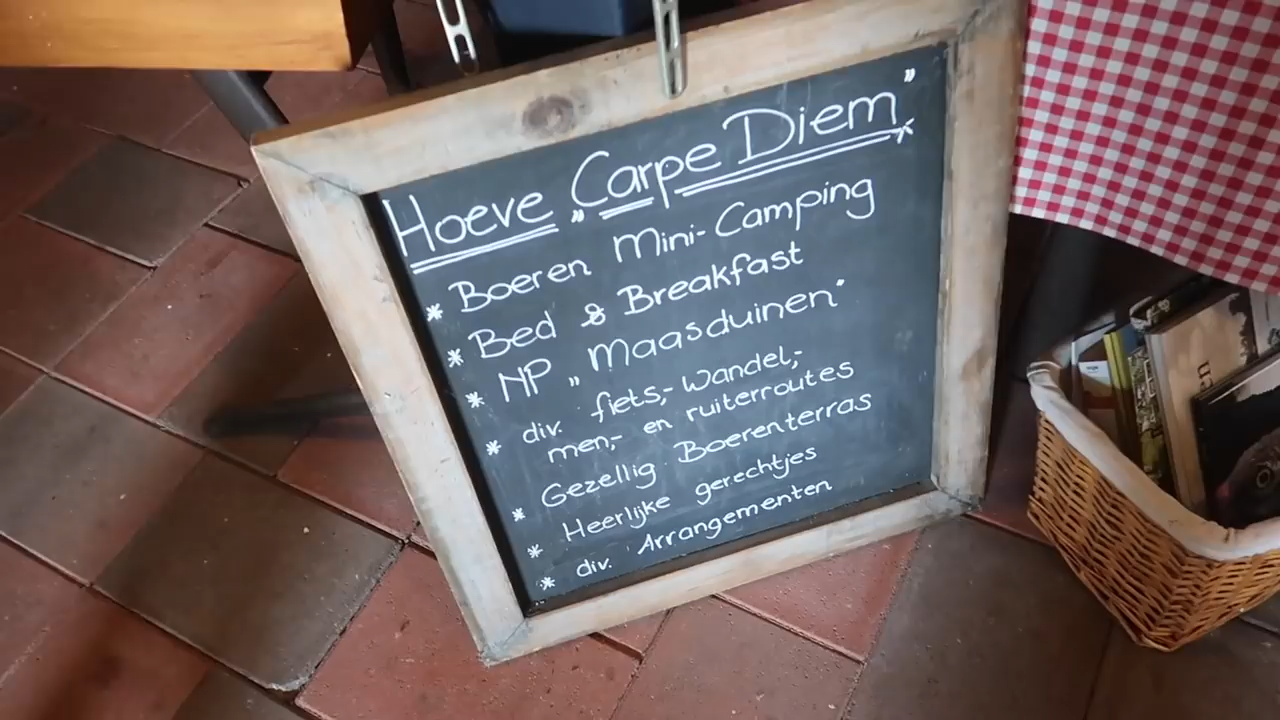 Hoeve „Carpe Diem”
* Boeren Mini-Camping
* Bed & Breakfast
* NP „Maasduinen"
* div. fiets,- wandel,-
men,- en ruiterroutes
* Gezellig Boerenterras
* Heerlijke gerechtjes
* div. Arrangementen